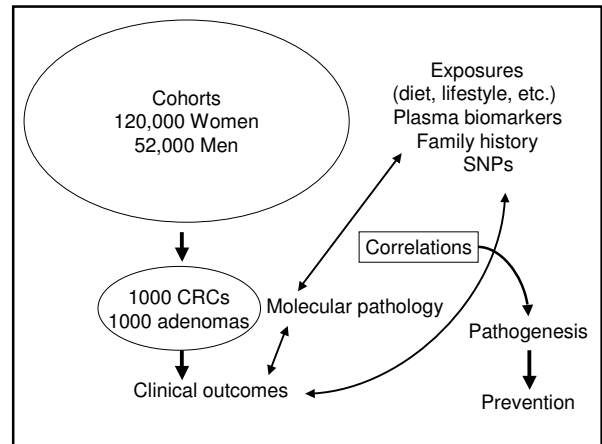 Cohorts
120,000 Women
52,000 Men
Exposures
(diet, lifestyle, etc.)
Plasma biomarkers
Family history
SNPs
Correlations
1000 CRCs
1000 adenomas
Molecular pathology
Pathogenesis
Clinical outcomes
Prevention